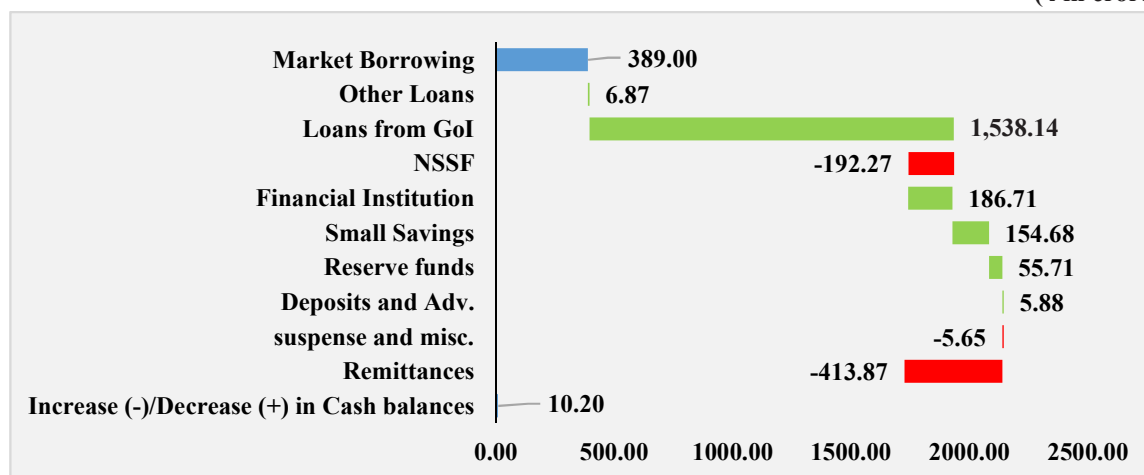 Market Borrowing 389.00
Other Loans 6.87
Loans from GoI 1,538.14
NSSF -192.27
Financial Institution 186.71
Small Savings 154.68
Reserve funds 55.71
Deposits and Adv. 5.88
suspense and misc. -5.65
Remittances -413.87
Increase (-)/Decrease (+) in Cash balances 10.20
0.00 500.00 1000.00 1500.00 2000.00 2500.00